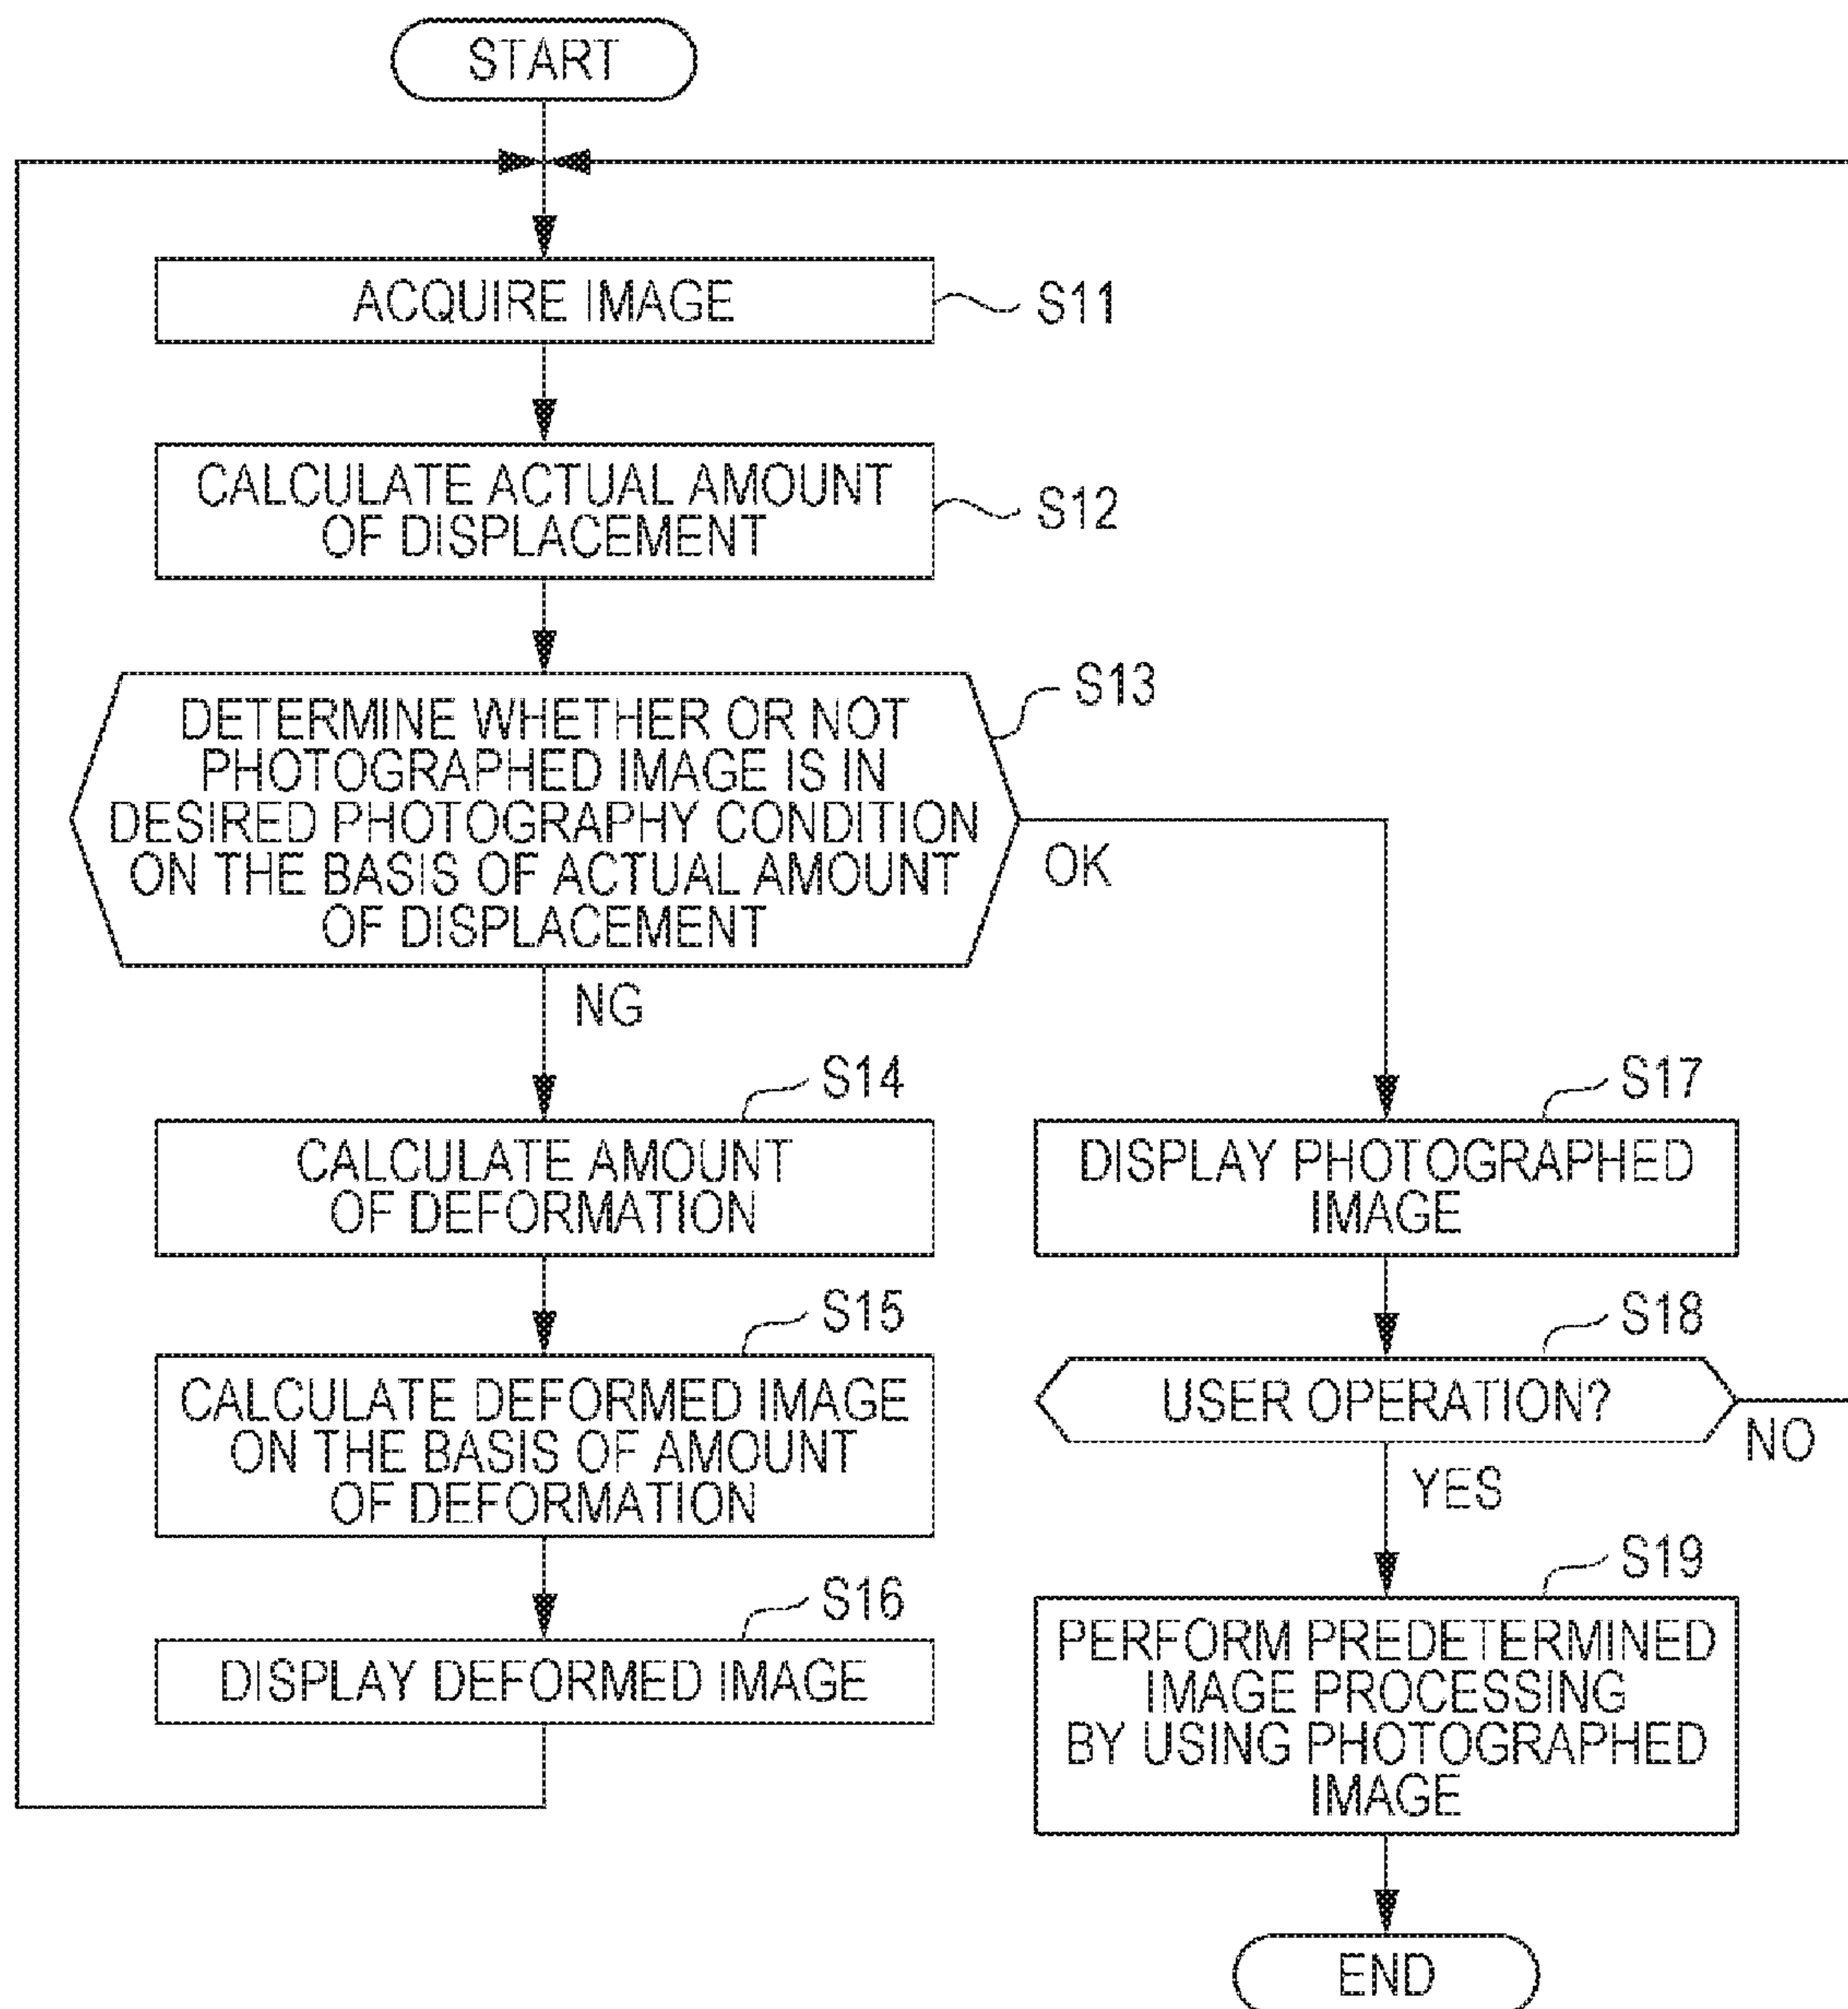 START
ACQUIRE IMAGE
S11
CALCULATE ACTUAL AMOUNT
OF DISPLACEMENT
S12
DETERMINE WHETHER OR NOT
PHOTOGRAPHED IMAGE IS IN
DESIRED PHOTOGRAPHY CONDITION
ON THE BASIS OF ACTUAL AMOUNT
OF DISPLACEMENT
S13
OK
NG
S14
CALCULATE AMOUNT
OF DEFORMATION
S15
CALCULATE DEFORMED IMAGE
ON THE BASIS OF AMOUNT
OF DEFORMATION
S16
DISPLAY DEFORMED IMAGE
S17
DISPLAY PHOTOGRAPHED
IMAGE
S18
USER OPERATION?
NO
YES
S19
PERFORM PREDETERMINED
IMAGE PROCESSING
BY USING PHOTOGRAPHED
IMAGE
END